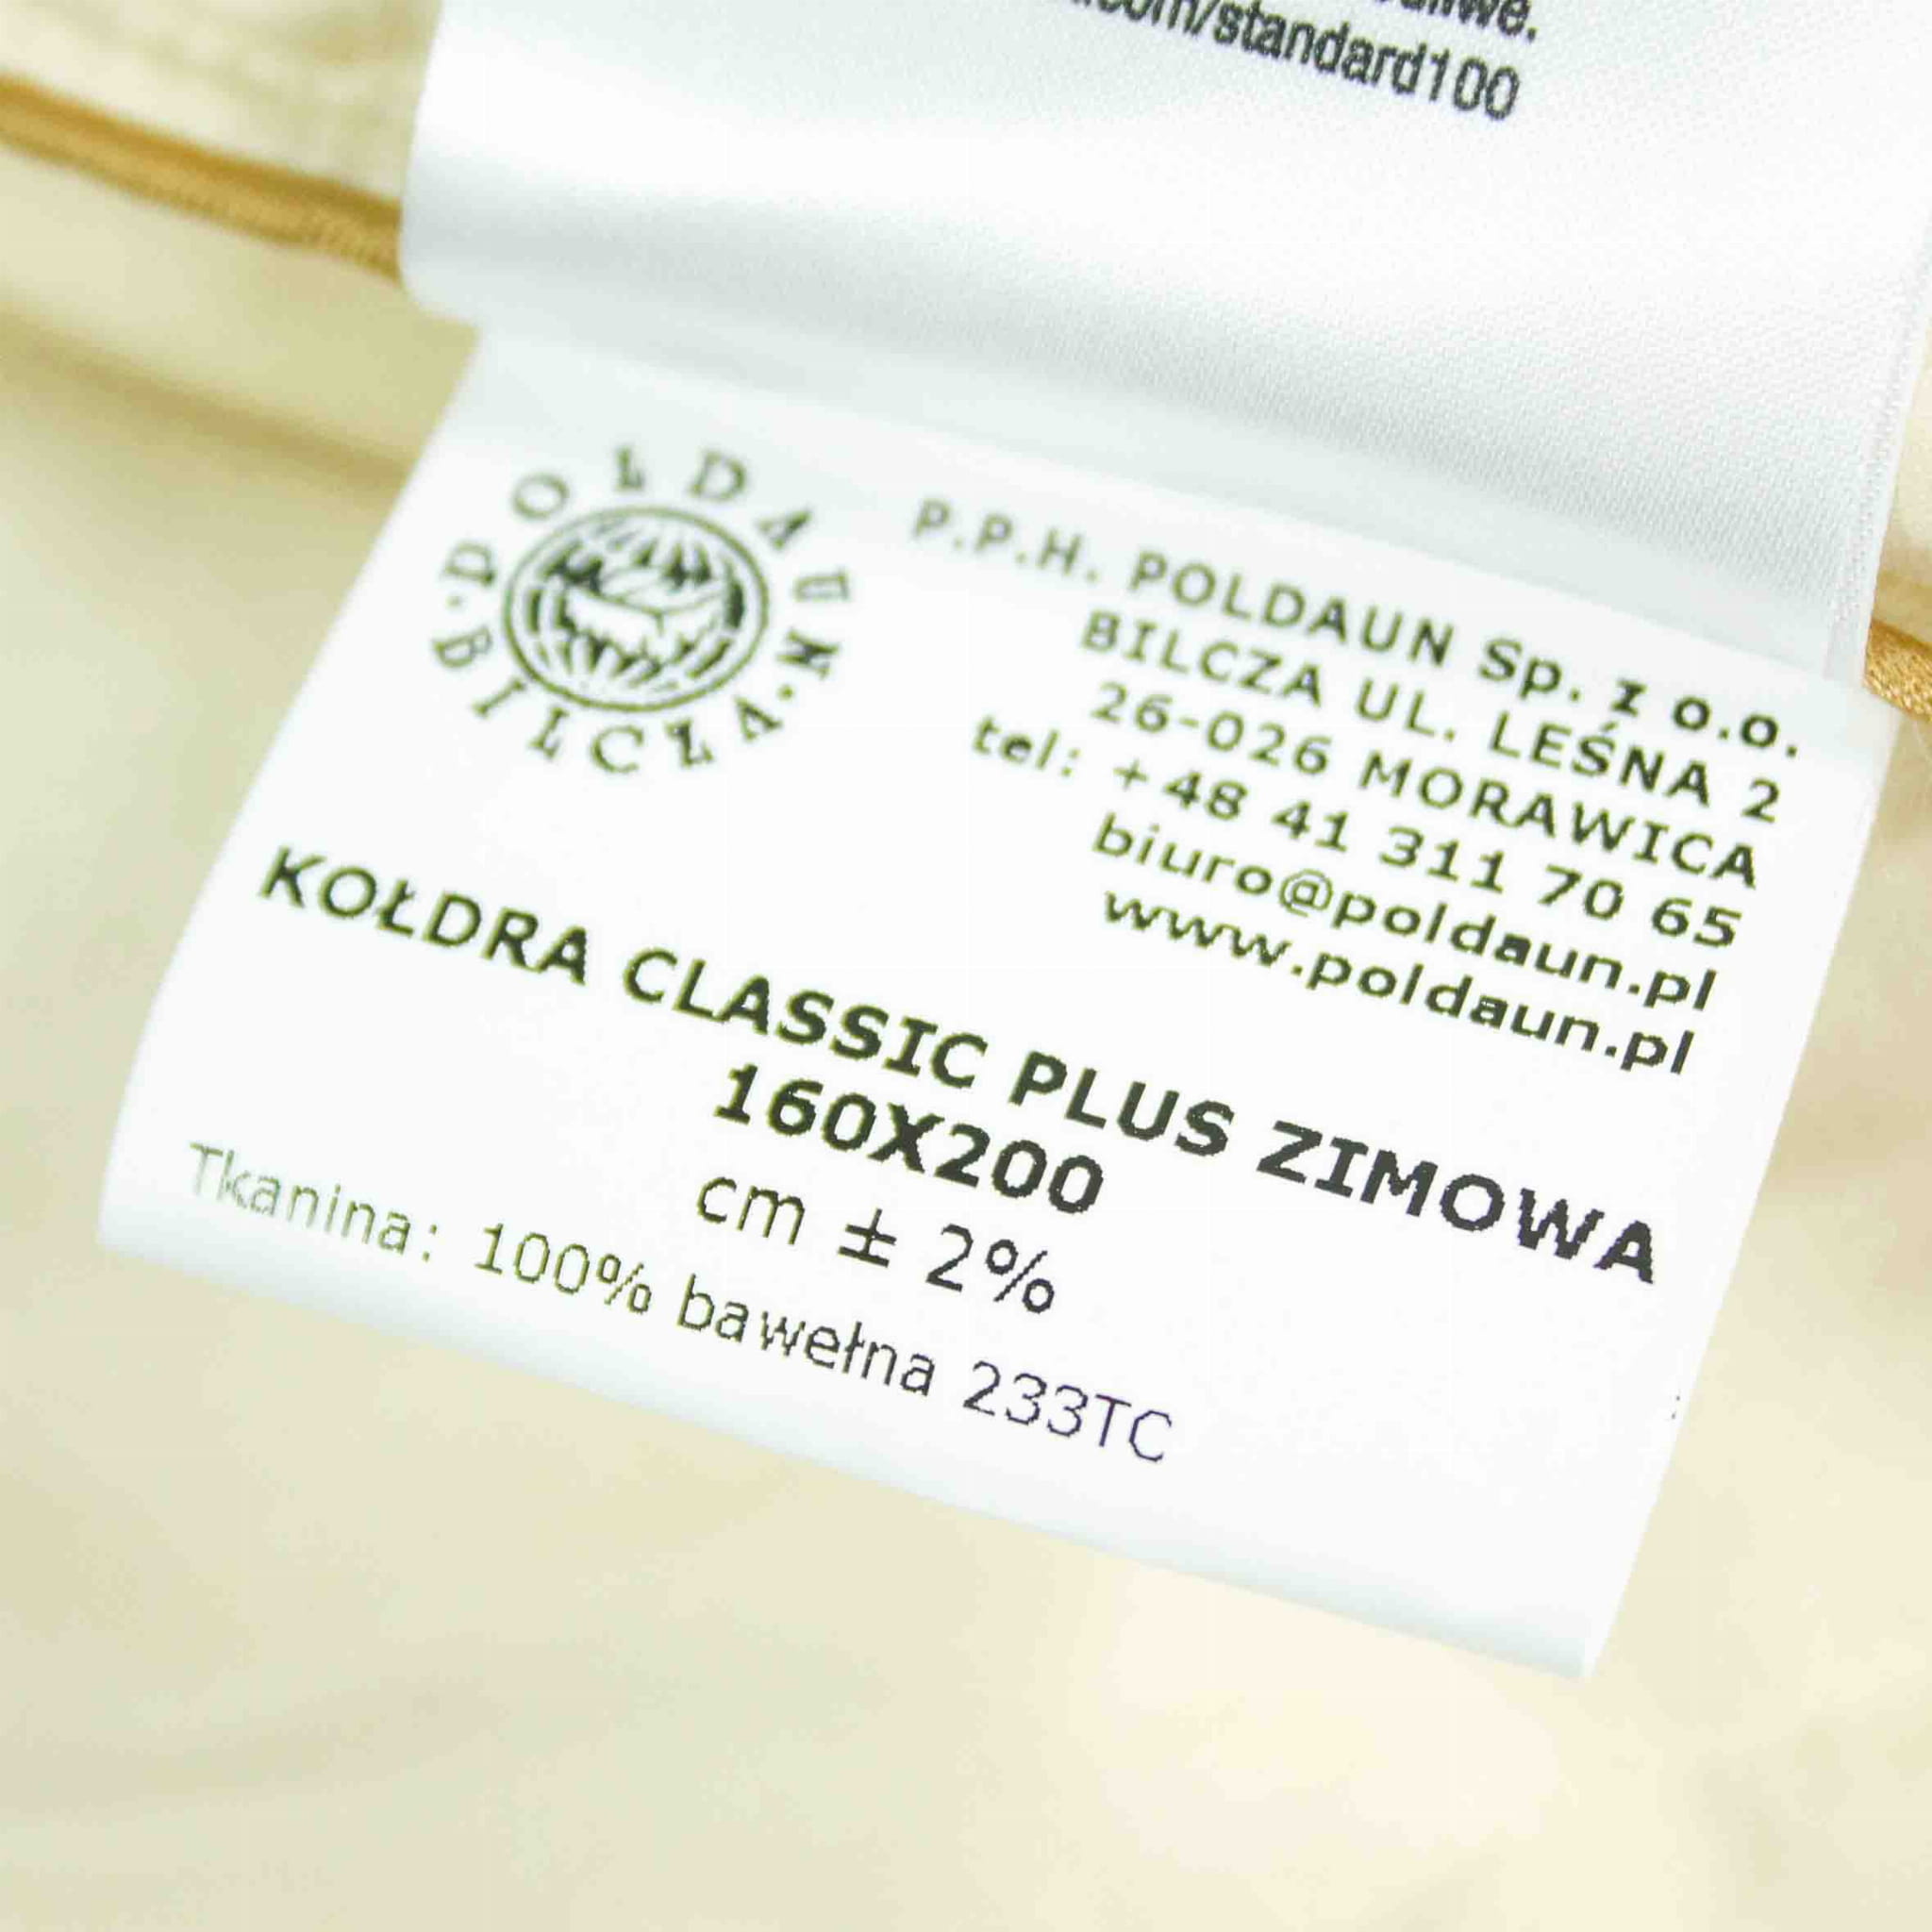 .com/standard100
POLDAUN
BILCZA
P.P.H. POLDAUN Sp. z o.o.
BILCZA UL. LEŚNA 2
26-026 MORAWICA
tel: +48 41 311 70 65
biuro@poldaun.pl
www.poldaun.pl
KOŁDRA CLASSIC PLUS ZIMOWA
160X200
cm ± 2%
Tkanina: 100% bawełna 233TC